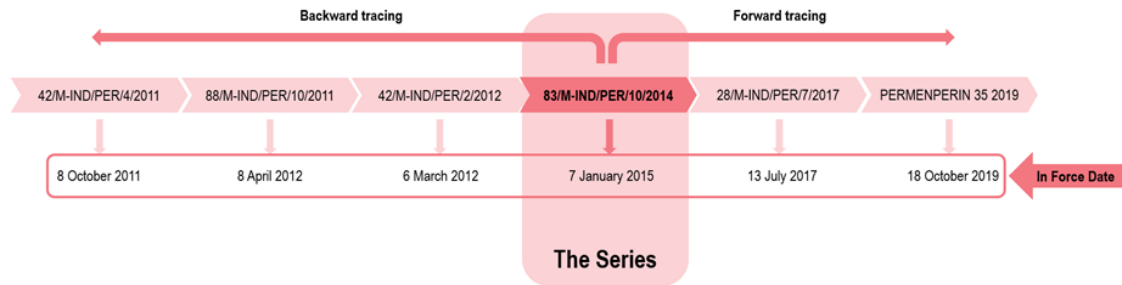 Backward tracing
Forward tracing
42/M-IND/PER/4/2011
88/M-IND/PER/10/2011
42/M-IND/PER/2/2012
83/M-IND/PER/10/2014
28/M-IND/PER/7/2017
PERMENPERIN 35 2019
8 October 2011
8 April 2012
6 March 2012
7 January 2015
13 July 2017
18 October 2019
In Force Date
The Series